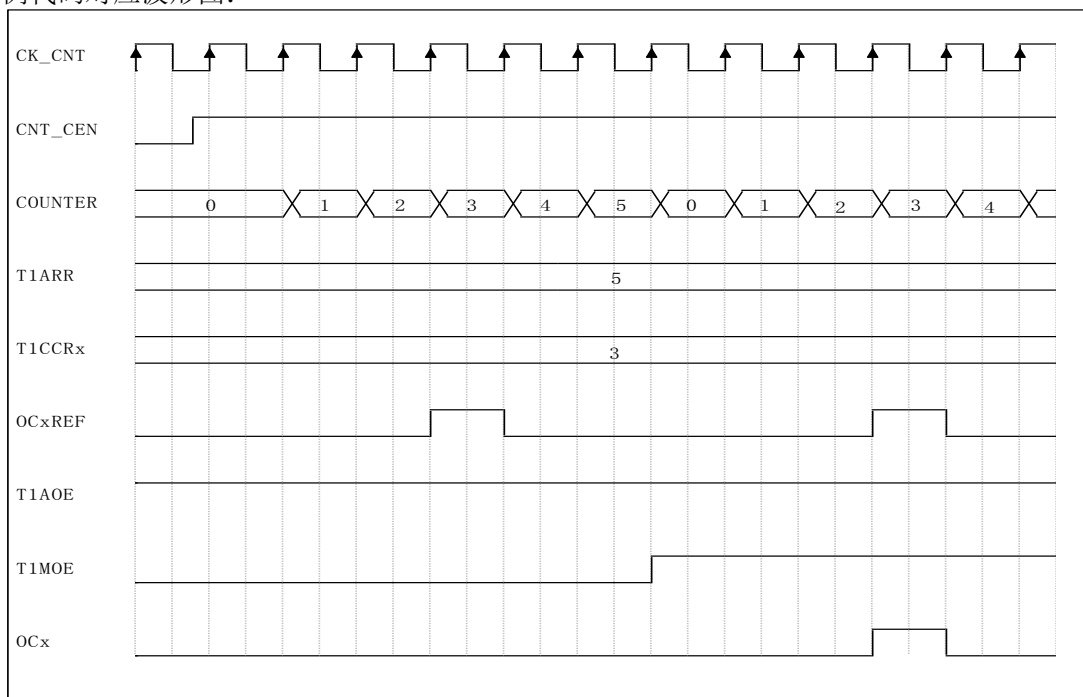 CK_CNT
CNT_CEN
COUNTER 0 1 2 3 4 5 0 1 2 3 4
T1ARR 5
T1CCRx 3
OCxREF
T1AOE
T1MOE
OCx